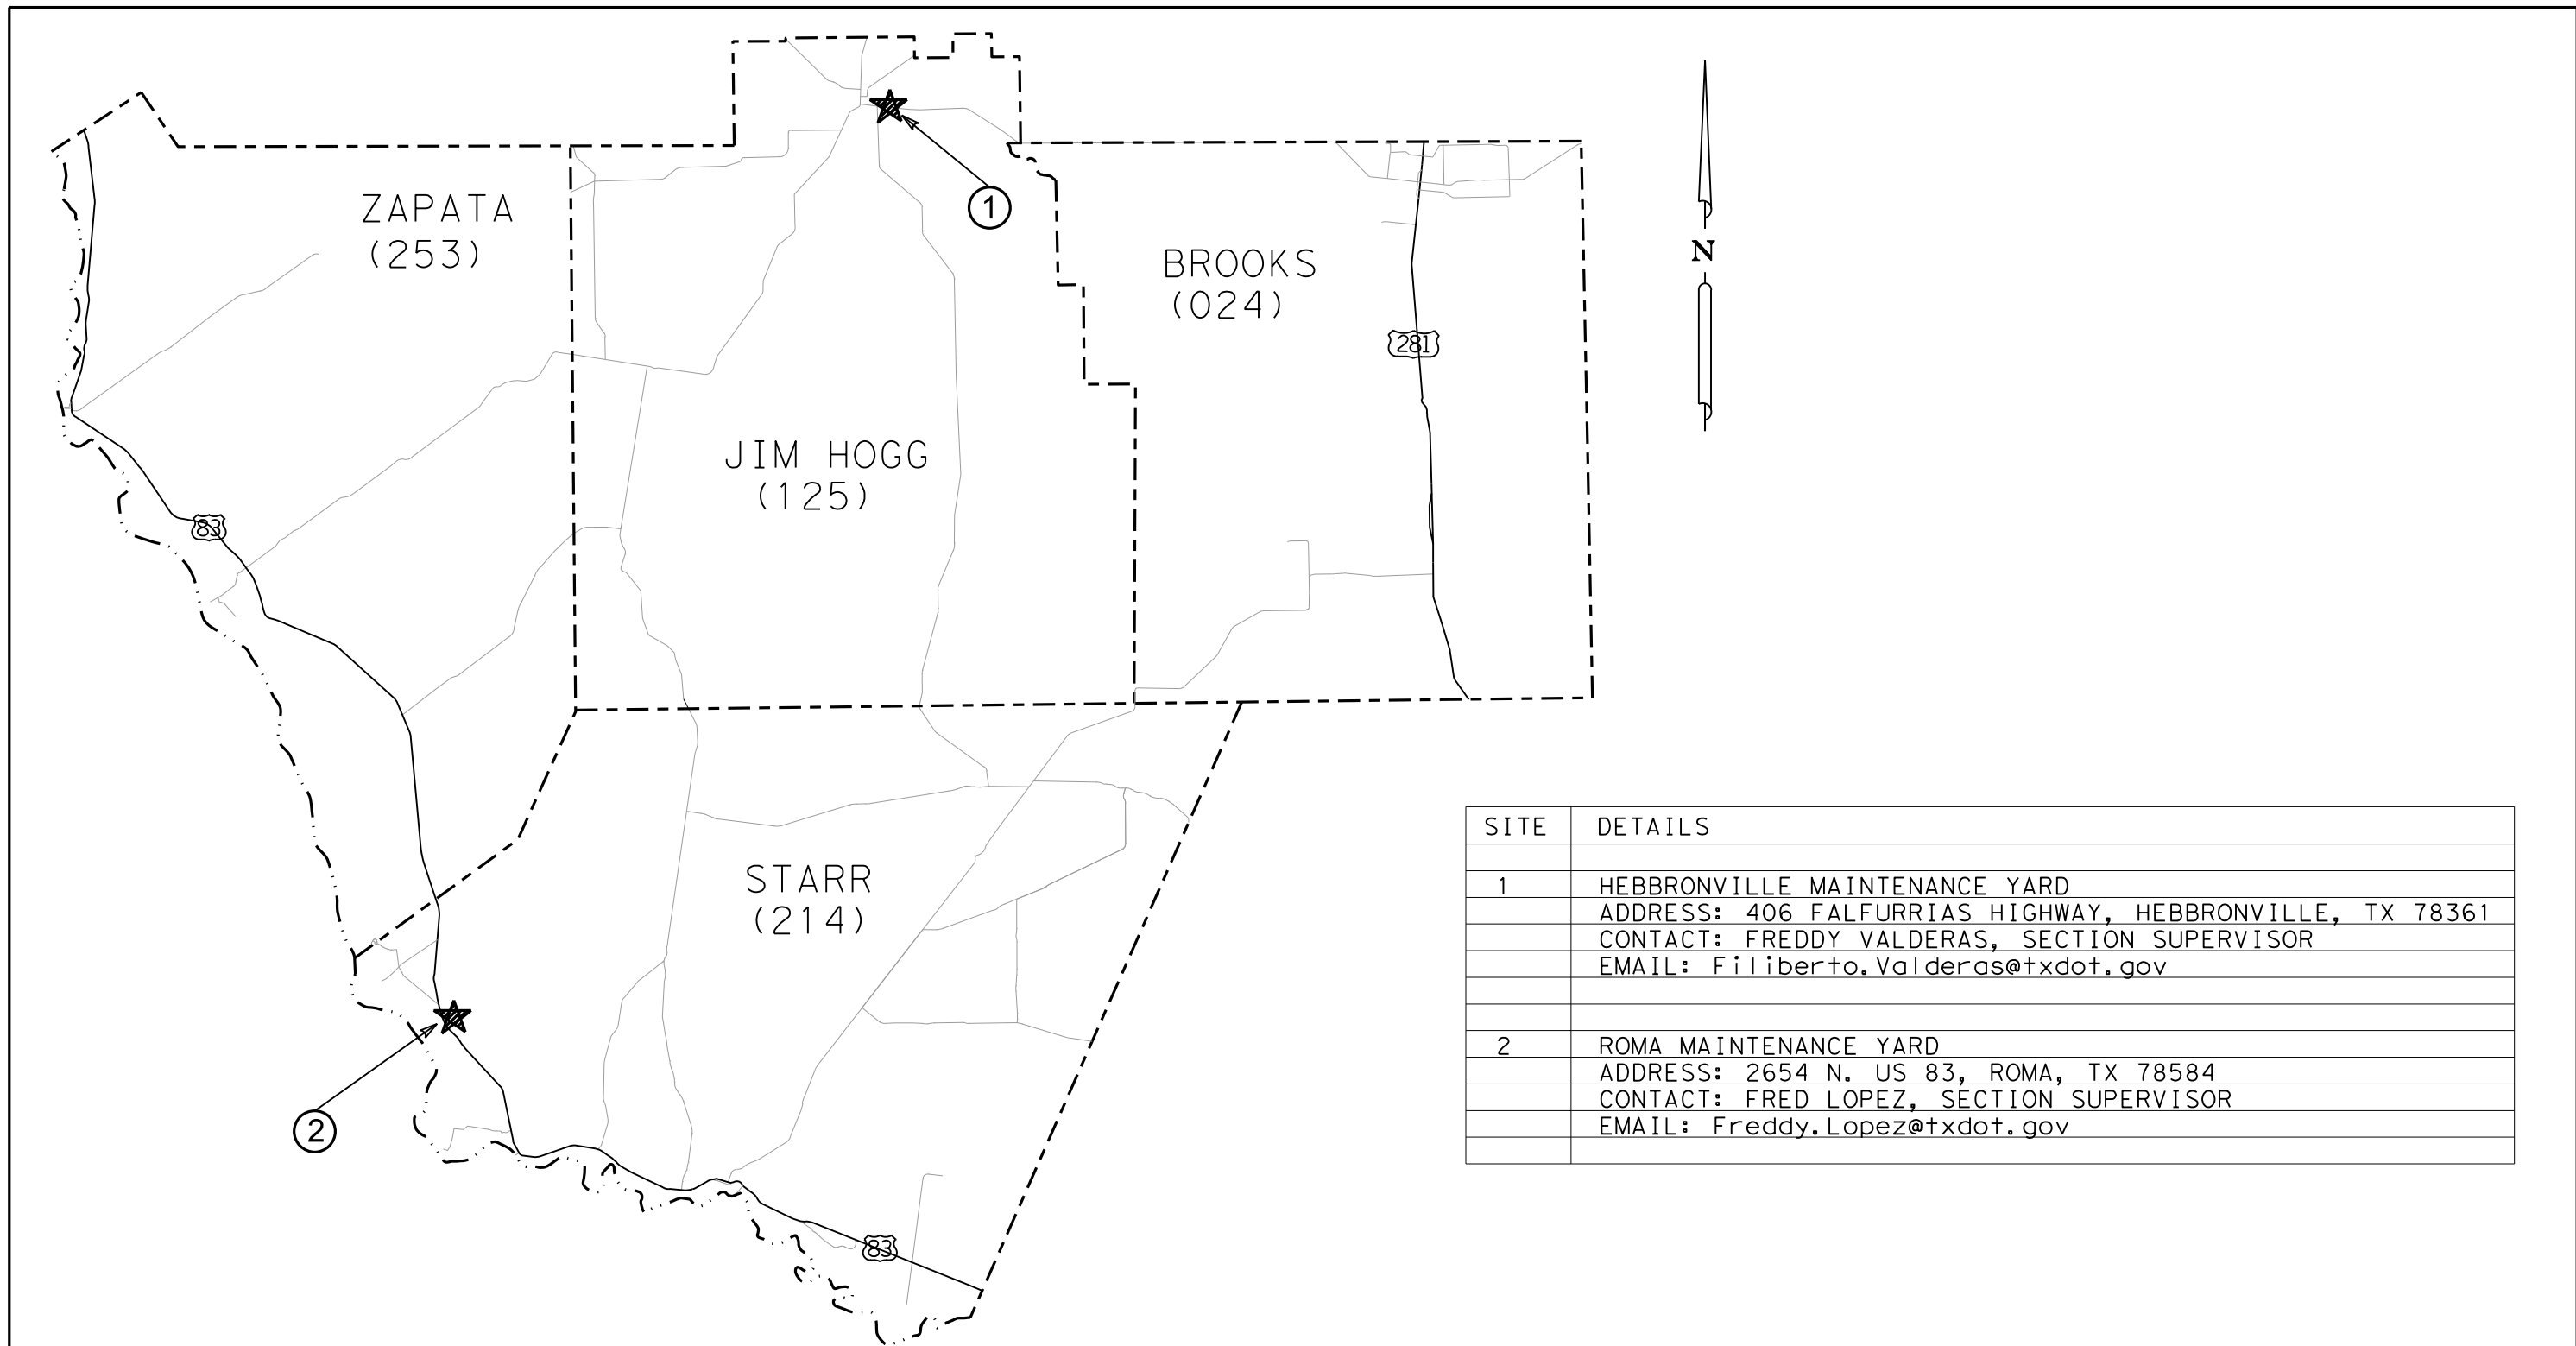 ZAPATA
(253)
1
N
BROOKS
(024)
281
JIM HOGG
(125)
83
STARR
(214)
2
83
SITE DETAILS
1 HEBBRONVILLE MAINTENANCE YARD
ADDRESS: 406 FALFURRIAS HIGHWAY, HEBBRONVILLE, TX 78361
CONTACT: FREDDY VALDERAS, SECTION SUPERVISOR
EMAIL: Filiberto.Valderas@txdot.gov
2 ROMA MAINTENANCE YARD
ADDRESS: 2654 N. US 83, ROMA, TX 78584
CONTACT: FRED LOPEZ, SECTION SUPERVISOR
EMAIL: Freddy.Lopez@txdot.gov